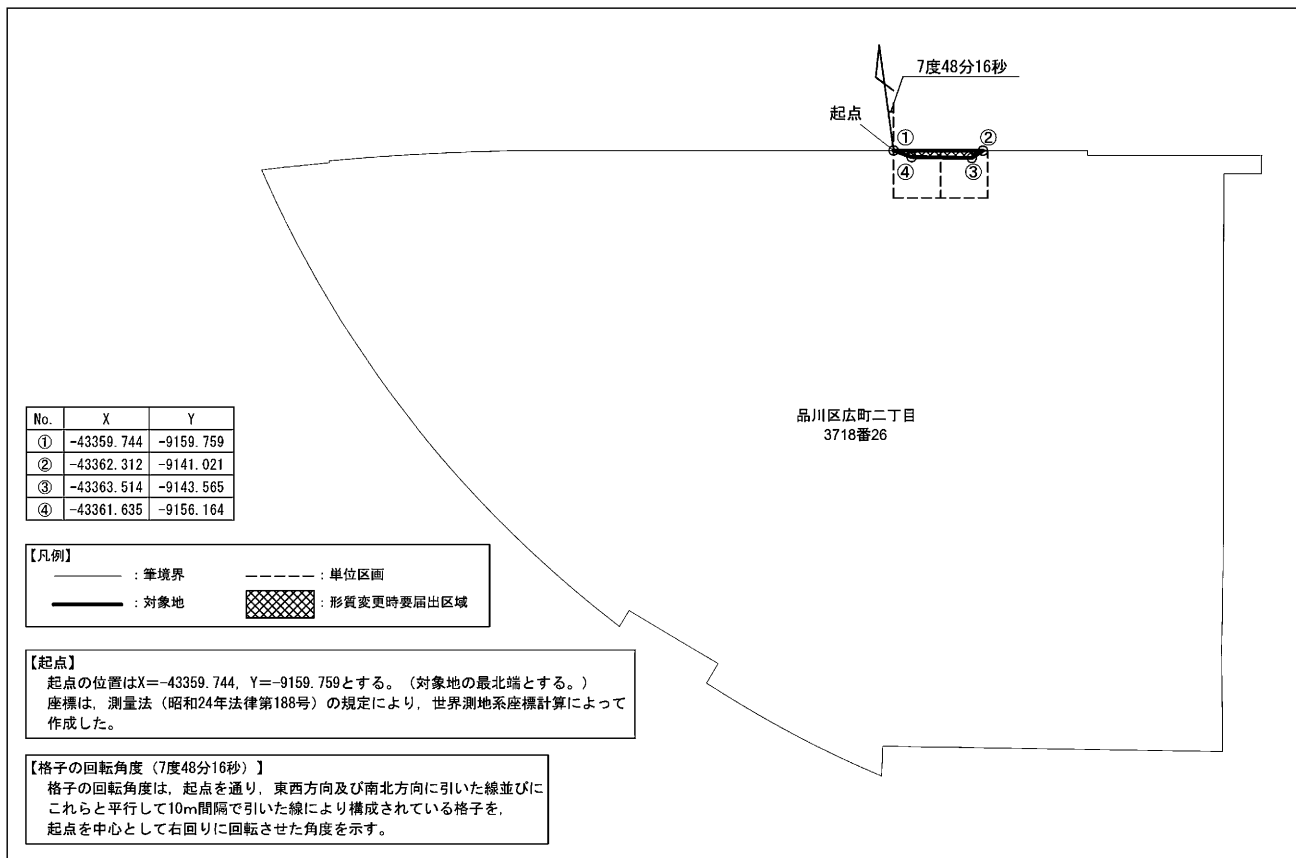 7度48分16秒
起点
① ②
④ ③
品川区広町二丁目
3718番26
No. X Y
① -43359.744 -9159.759
② -43362.312 -9141.021
③ -43363.514 -9143.565
④ -43361.635 -9156.164
【凡例】
：筆境界 ：単位区画
：対象地 ：形質変更時要届出区域
【起点】
起点の位置はX=-43359.744，Y=-9159.759とする。（対象地の最北端とする。）
座標は，測量法（昭和24年法律第188号）の規定により，世界測地系座標計算によって
作成した。
【格子の回転角度（7度48分16秒）】
格子の回転角度は，起点を通り，東西方向及び南北方向に引いた線並びに
これらと平行して10m間隔で引いた線により構成されている格子を，
起点を中心として右回りに回転させた角度を示す。